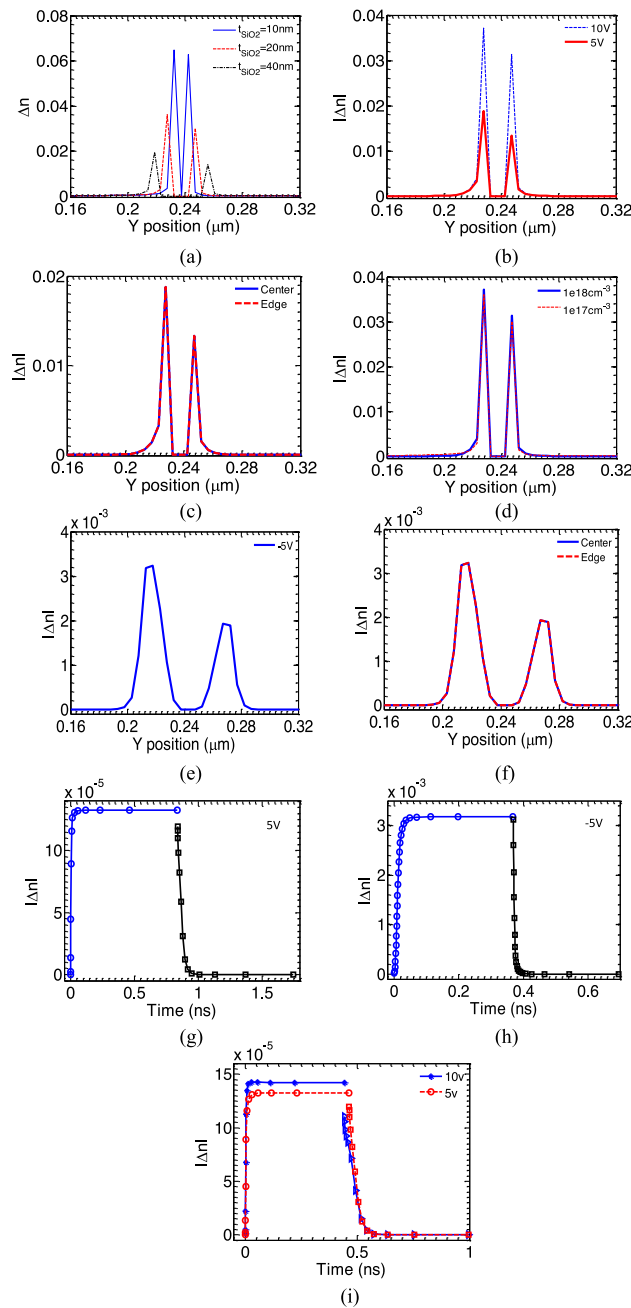 0.08
0.06
0.04
0.02
0
Δn
t_SiO2=10nm
t_SiO2=20nm
t_SiO2=40nm
0.16 0.2 0.24 0.28 0.32
Y position (μm)
(a)
0.04
0.03
0.02
0.01
0
|Δn|
10V
5V
0.16 0.2 0.24 0.28 0.32
Y position (μm)
(b)
0.02
0.01
0
|Δn|
Center
Edge
0.16 0.2 0.24 0.28 0.32
Y position (μm)
(c)
0.04
0.03
0.02
0.01
0
|Δn|
1e18cm⁻³
1e17cm⁻³
0.16 0.2 0.24 0.28 0.32
Y position (μm)
(d)
x 10⁻³
4
3
2
1
0
|Δn|
-5V
0.16 0.2 0.24 0.28 0.32
Y position (μm)
(e)
x 10⁻³
4
3
2
1
0
|Δn|
Center
Edge
0.16 0.2 0.24 0.28 0.32
Y position (μm)
(f)
x 10⁻⁵
10
5
0
|Δn|
5V
0 0.5 1 1.5
Time (ns)
(g)
x 10⁻³
3
2
1
0
|Δn|
-5V
0 0.2 0.4 0.6
Time (ns)
(h)
x 10⁻⁵
15
10
5
0
|Δn|
10v
5v
0 0.5 1
Time (ns)
(i)